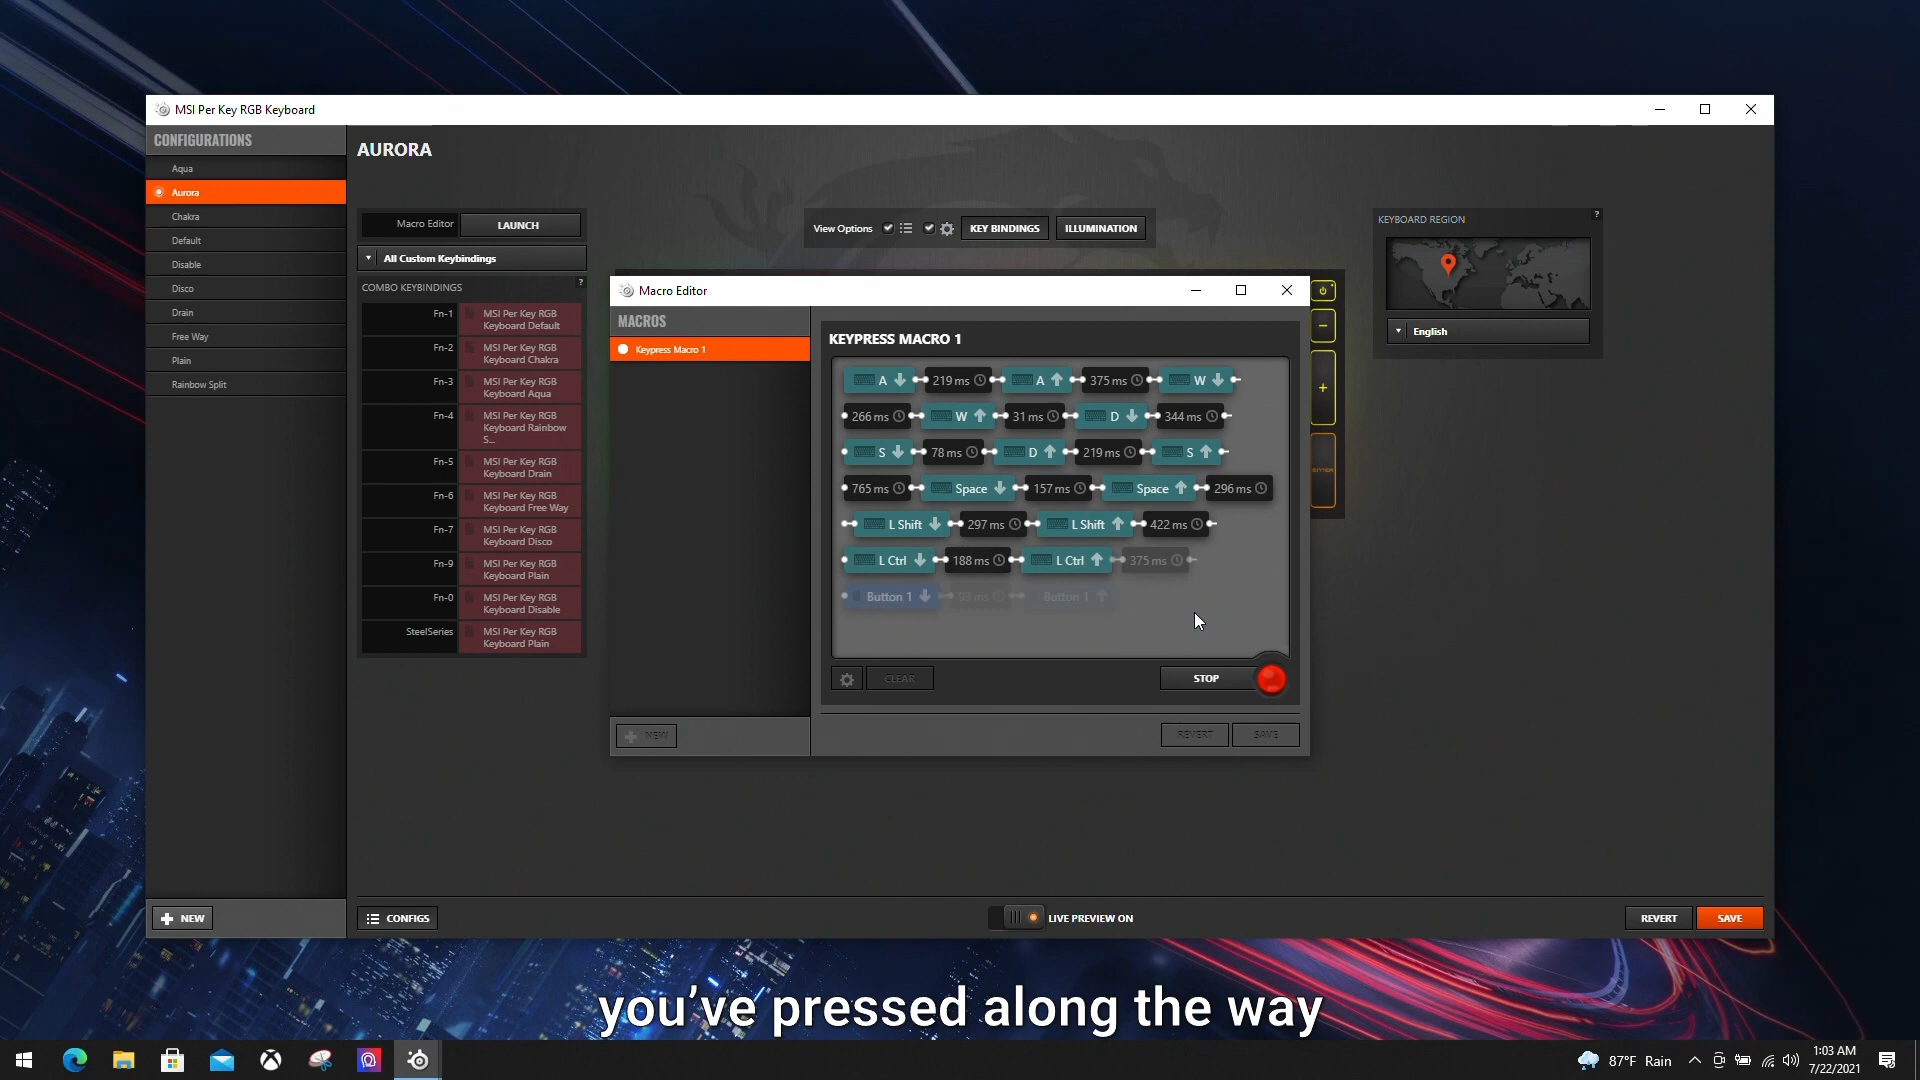 MSI Per Key RGB Keyboard
CONFIGURATIONS
Aqua
Aurora
Chakra
Default
Disable
Disco
Drain
Free Way
Plain
Rainbow Split
NEW
AURORA
Macro Editor
LAUNCH
All Custom Keybindings
COMBO KEYBINDINGS ?
Fn-1 MSI Per Key RGB
Keyboard Default
Fn-2 MSI Per Key RGB
Keyboard Chakra
Fn-3 MSI Per Key RGB
Keyboard Aqua
Fn-4 MSI Per Key RGB
Keyboard Rainbow
S...
Fn-5 MSI Per Key RGB
Keyboard Drain
Fn-6 MSI Per Key RGB
Keyboard Free Way
Fn-7 MSI Per Key RGB
Keyboard Disco
Fn-9 MSI Per Key RGB
Keyboard Plain
Fn-0 MSI Per Key RGB
Keyboard Disable
SteelSeries MSI Per Key RGB
Keyboard Plain
View Options KEY BINDINGS ILLUMINATION
KEYBOARD REGION ?
English
Macro Editor
MACROS
Keypress Macro 1
NEW
KEYPRESS MACRO 1
A 219 ms A 375 ms W
266 ms W 31 ms D 344 ms
S 78 ms D 219 ms S
765 ms Space 157 ms Space 296 ms
L Shift 297 ms L Shift 422 ms
L Ctrl 188 ms L Ctrl 375 ms
Button 1 93 ms Button 1
CLEAR STOP
REVERT SAVE
ENTER
CONFIGS
LIVE PREVIEW ON
REVERT SAVE
you've pressed along the way
87°F Rain
1:03 AM
7/22/2021